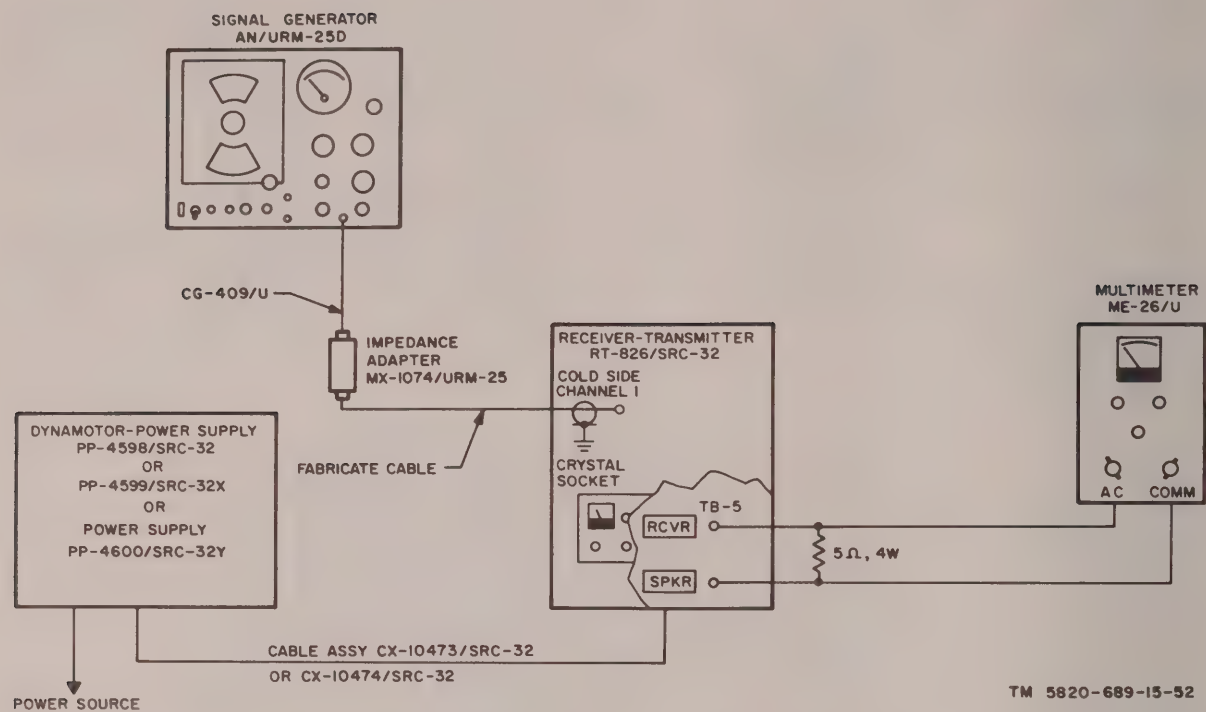 SIGNAL GENERATOR
AN/URM-25D
CG-409/U
IMPEDANCE
ADAPTER
MX-1074/URM-25
MULTIMETER
ME-26/U
AC
COMM
RECEIVER-TRANSMITTER
RT-826/SRC-32
COLD SIDE
CHANNEL I
CRYSTAL
SOCKET
TB-5
RCVR
SPKR
5Ω, 4W
FABRICATE CABLE
DYNAMOTOR-POWER SUPPLY
PP-4598/SRC-32
OR
PP-4599/SRC-32X
OR
POWER SUPPLY
PP-4600/SRC-32Y
CABLE ASSY CX-10473/SRC-32
OR CX-10474/SRC-32
POWER SOURCE
TM 5820-689-15-52